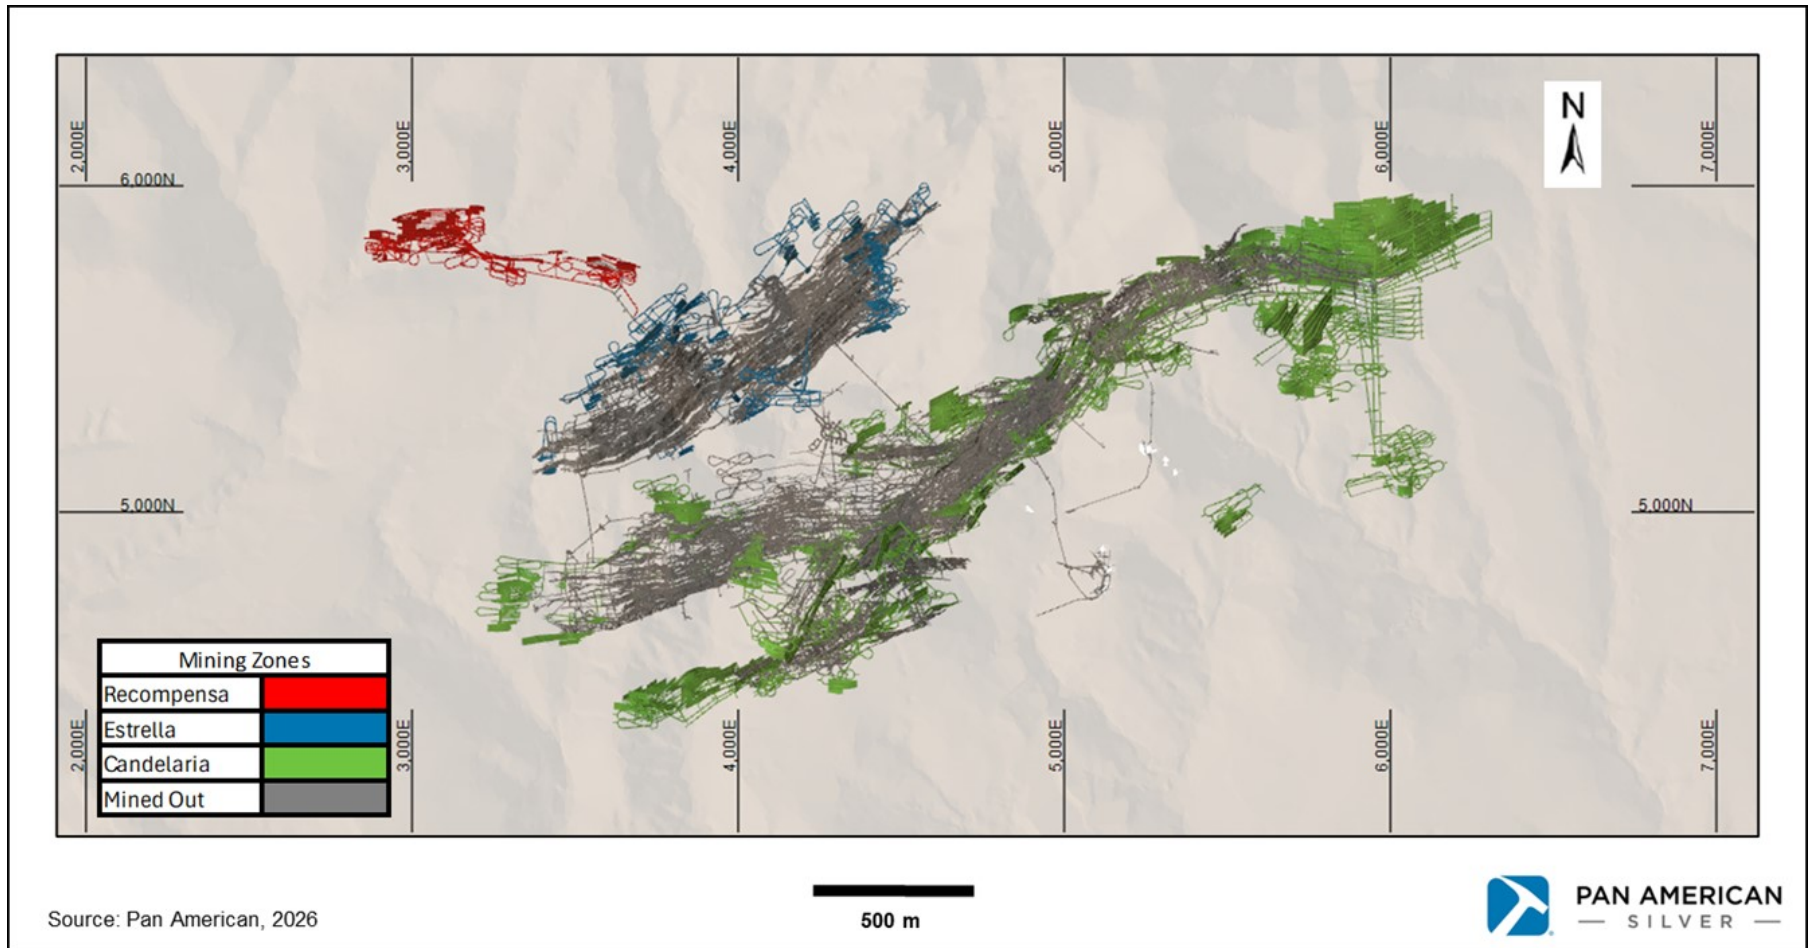 2,000E
3,000E
4,000E
5,000E
6,000E
7,000E
N
6,000N
5,000N
5,000N
Mining Zones
Recompensa
Estrella
Candelaria
Mined Out
2,000E
3,000E
4,000E
5,000E
6,000E
7,000E
Source: Pan American, 2026
500 m
PAN AMERICAN
— SILVER —